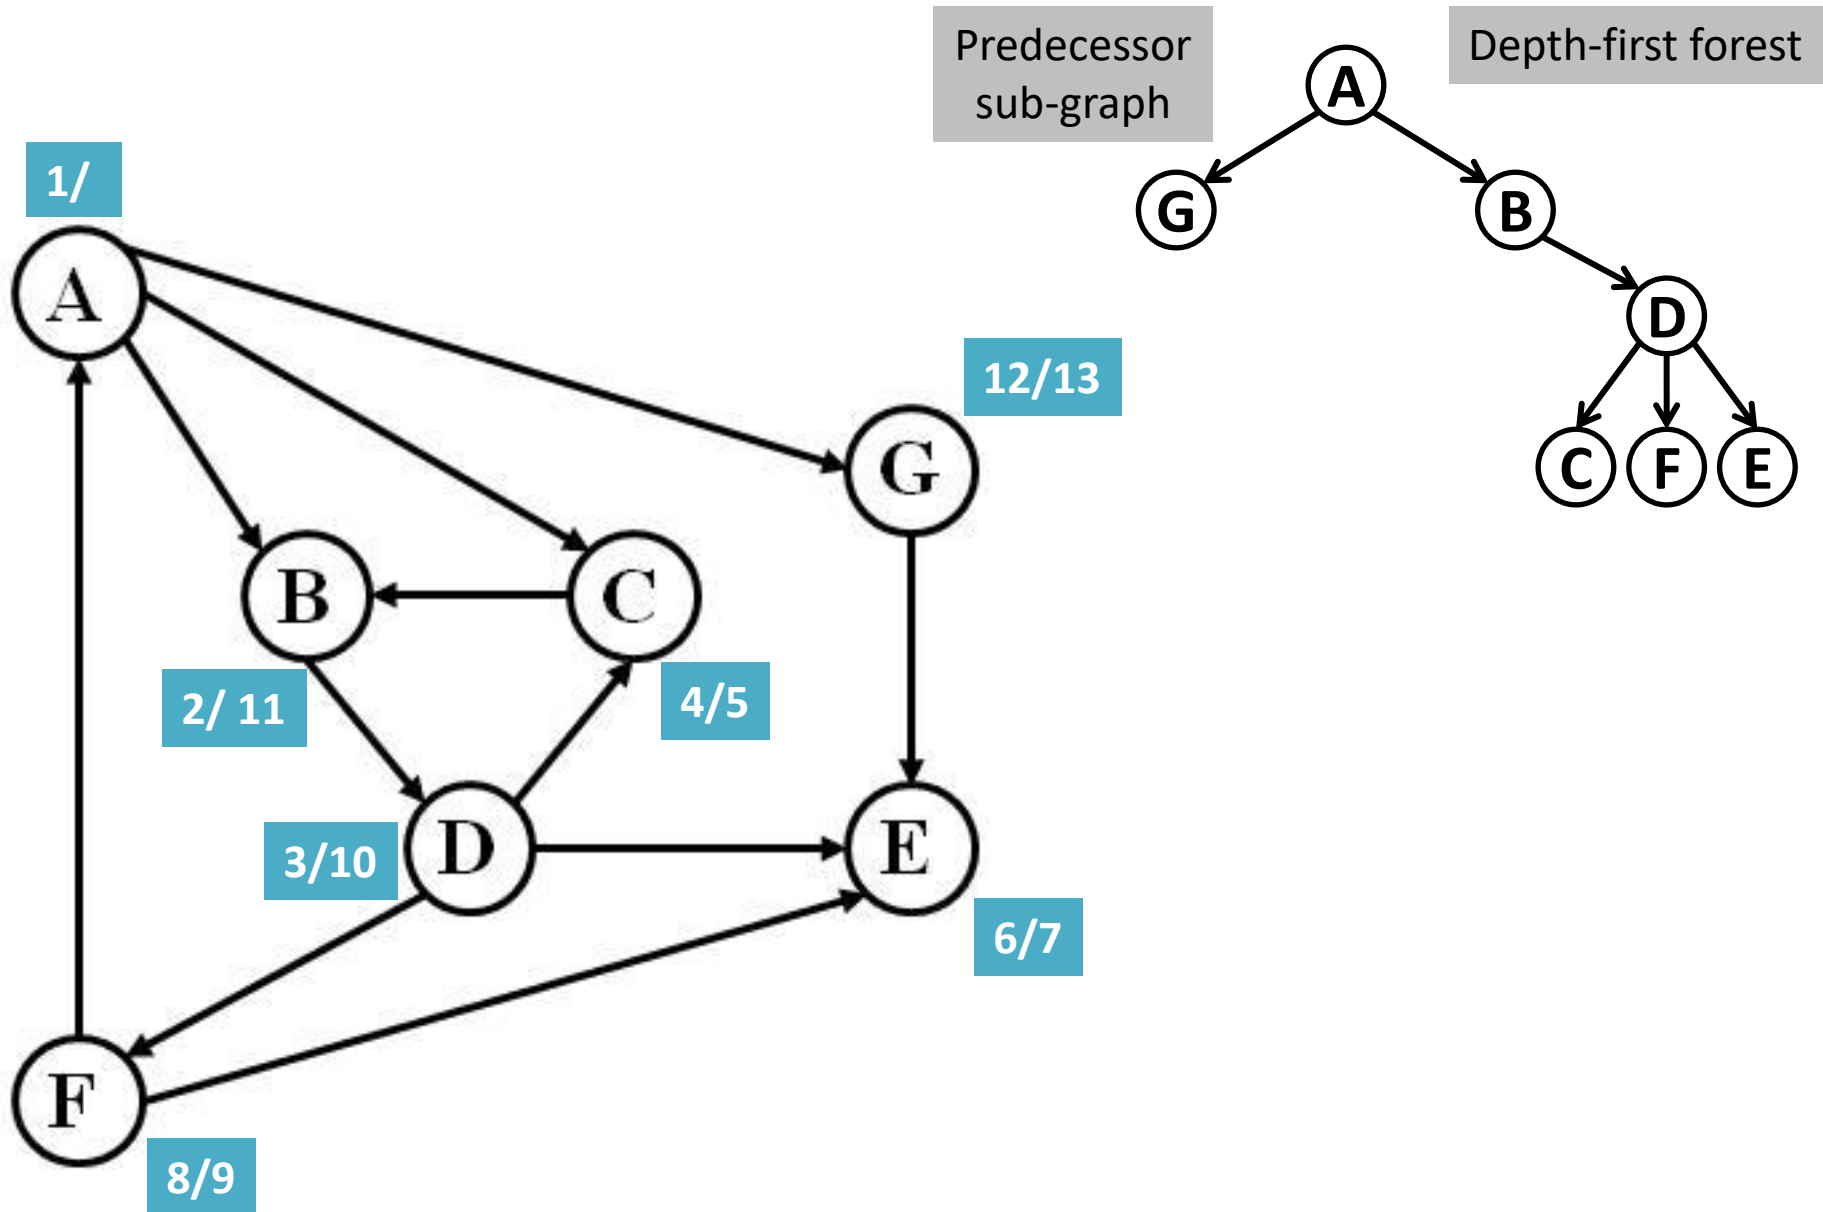 Predecessor
sub-graph
Depth-first forest
A
G
B
D
C F E
1/
A
12/13
G
B
C
2/ 11
4/5
3/10
D
E
6/7
F
8/9